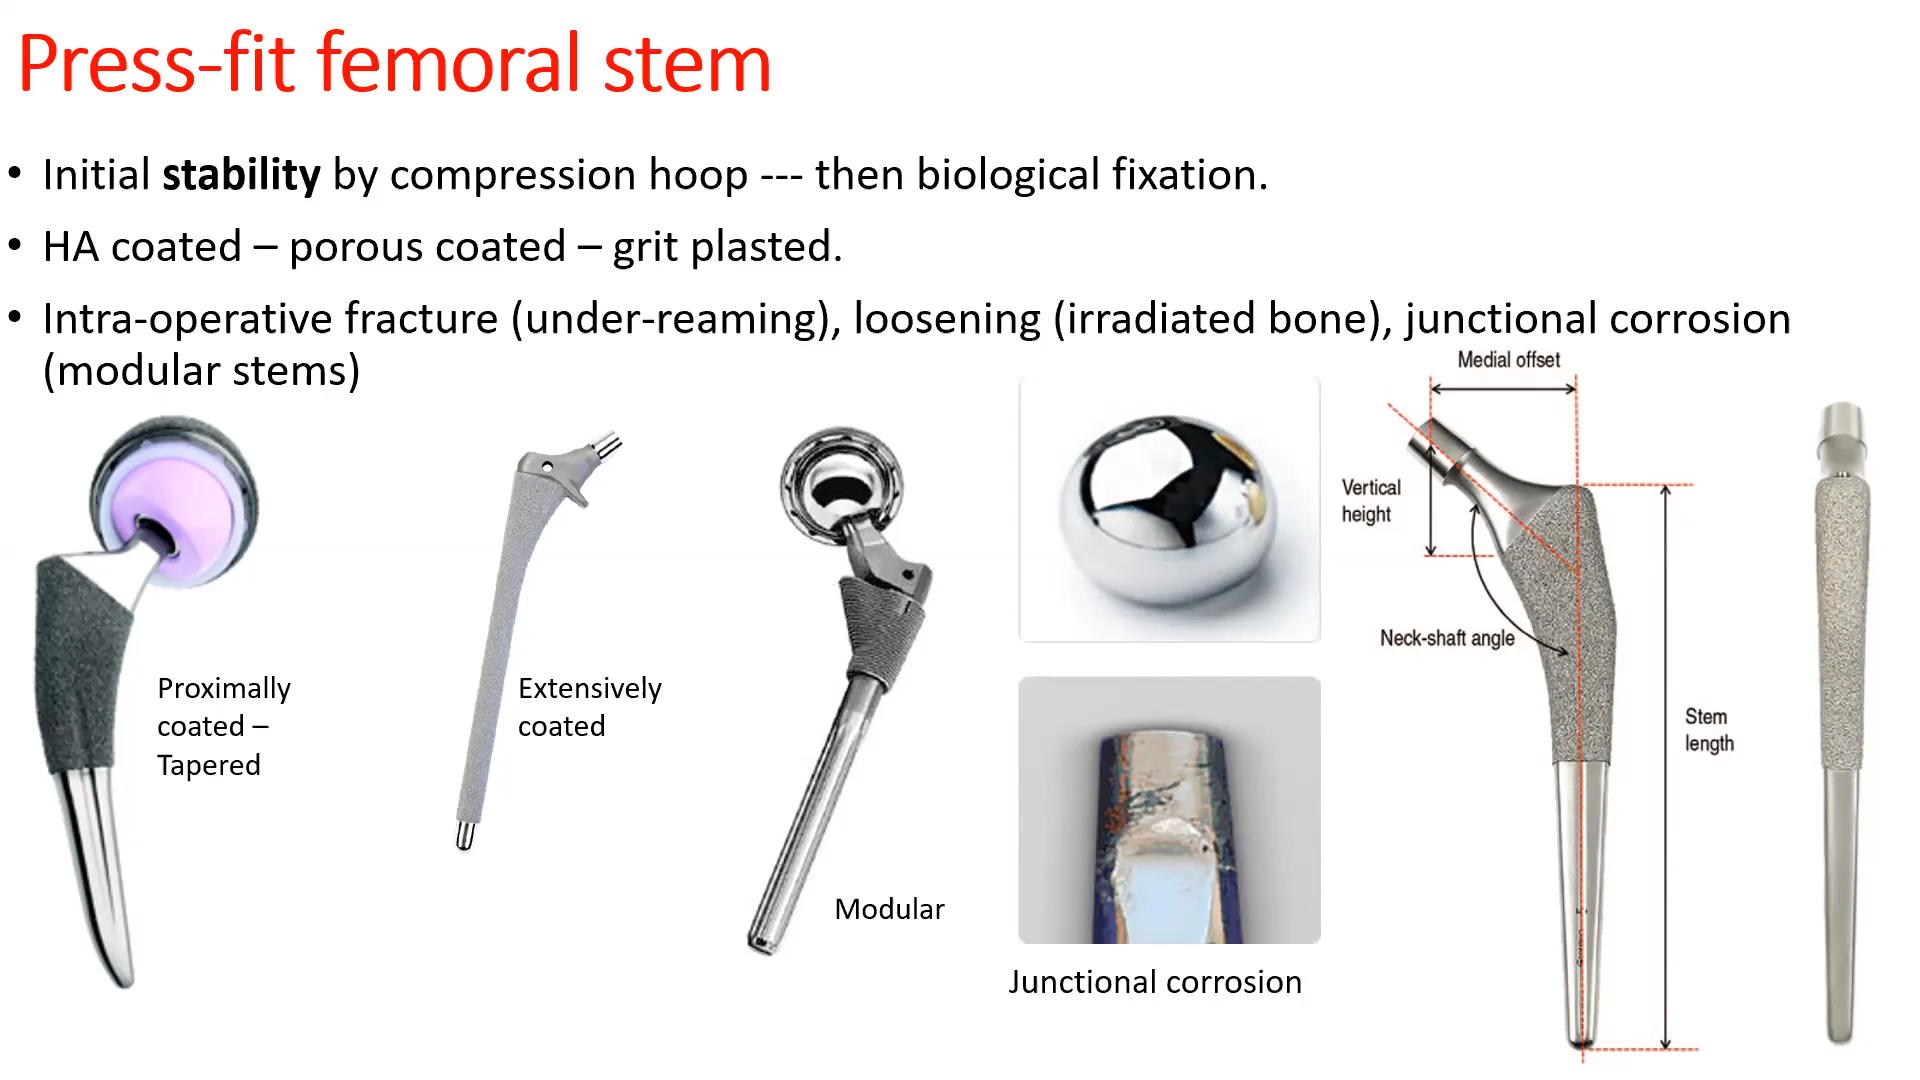 Press-fit femoral stem
• Initial stability by compression hoop --- then biological fixation.
• HA coated – porous coated – grit plasted.
• Intra-operative fracture (under-reaming), loosening (irradiated bone), junctional corrosion
(modular stems)
Medial offset
Vertical
height
Neck-shaft angle
Stem
length
Proximally
coated –
Tapered
Extensively
coated
Modular
Junctional corrosion